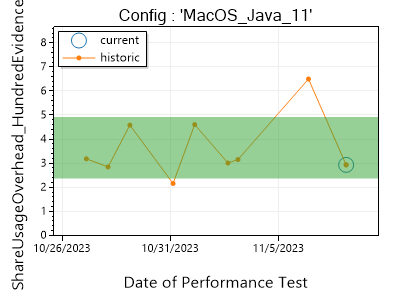 Config : 'MacOS_Java_11'
ShareUsageOverhead_HundredEvidence
current
historic
8
7
6
5
4
3
2
1
0
10/26/2023
10/31/2023
11/5/2023
Date of Performance Test